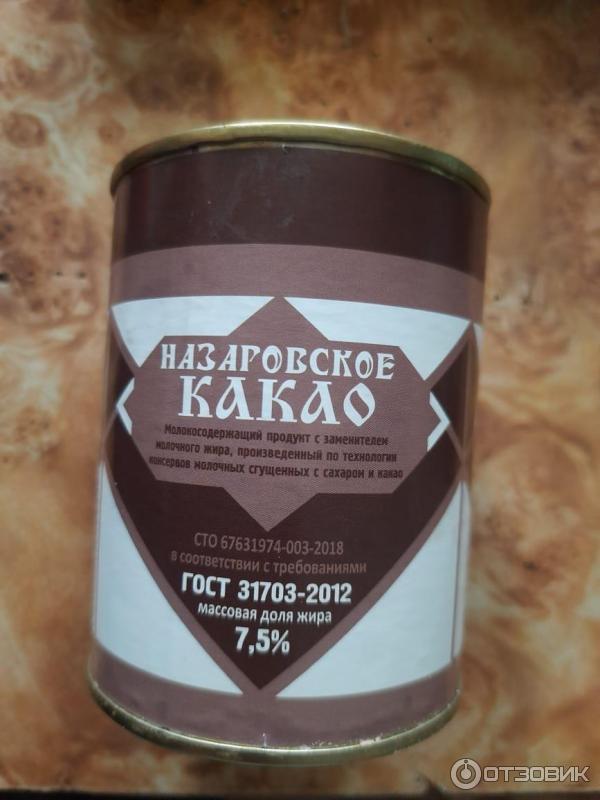 НАЗАРОВСКОЕ
КАКАО
Молокосодержащий продукт с заменителем
молочного жира, произведенный по технологии
консервов молочных сгущенных с сахаром и какао
СТО 67631974-003-2018
в соответствии с требованиями
ГОСТ 31703-2012
массовая доля жира
7,5%
ОТЗОВИК